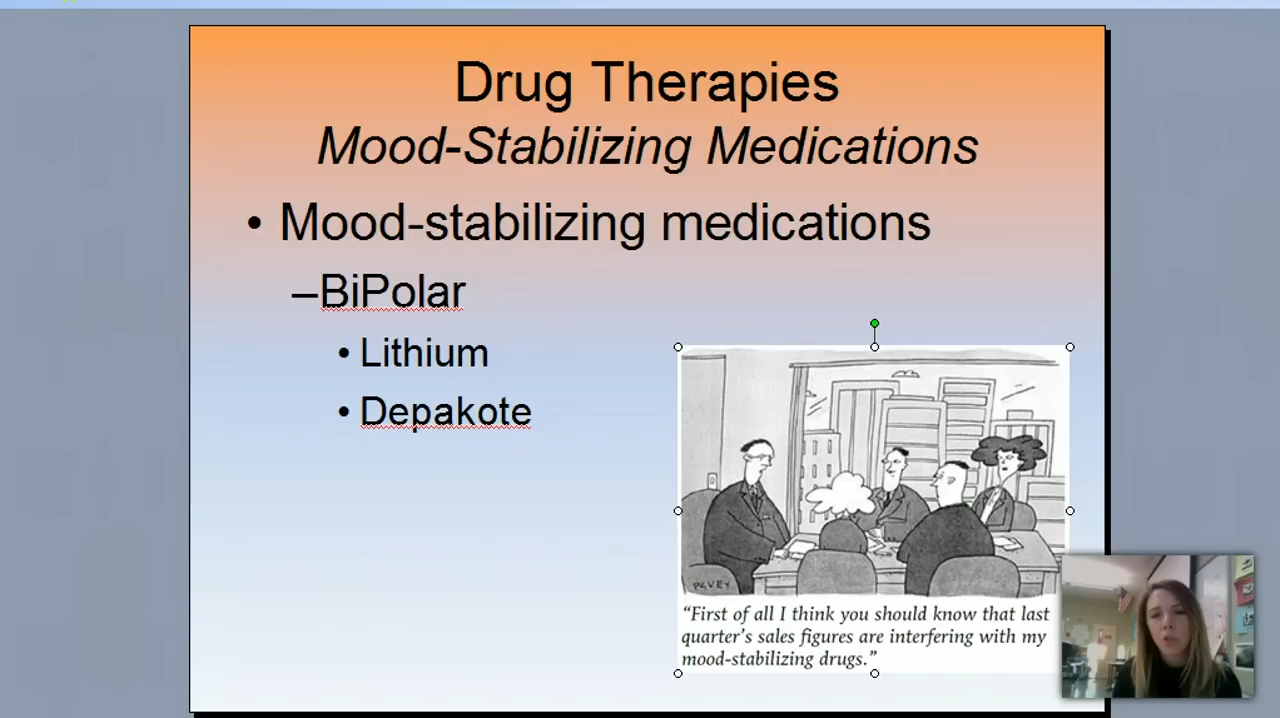 Drug Therapies
Mood-Stabilizing Medications
• Mood-stabilizing medications
–BiPolar
• Lithium
• Depakote
P.C.VEY
“First of all I think you should know that last
quarter’s sales figures are interfering with my
mood-stabilizing drugs.”